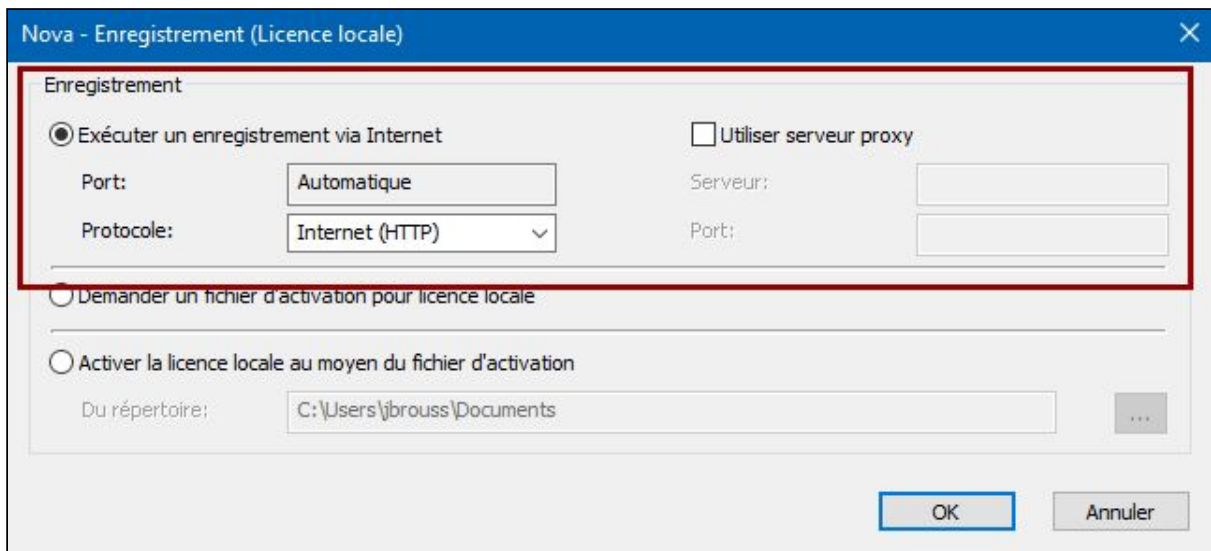 Nova - Enregistrement (Licence locale)
Enregistrement
Exécuter un enregistrement via Internet
Utiliser serveur proxy
Port:
Automatique
Serveur:
Protocole:
Internet (HTTP)
Port:
Demander un fichier d'activation pour licence locale
Activer la licence locale au moyen du fichier d'activation
Du répertoire:
C:\Users\jbrouss\Documents
...
OK
Annuler